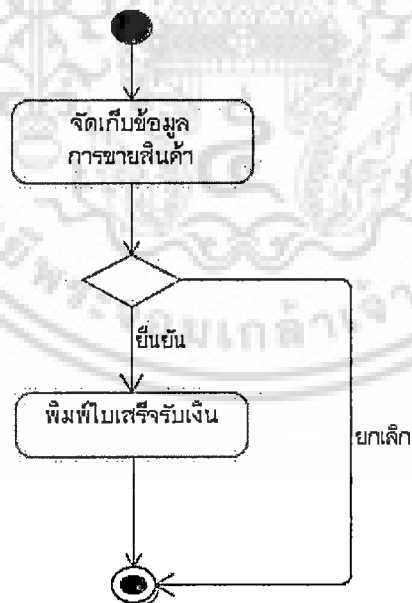 จัดเก็บข้อมูล
การขายสินค้า
ยืนยัน
พิมพ์ใบเสร็จรับเงิน
ยกเลิก